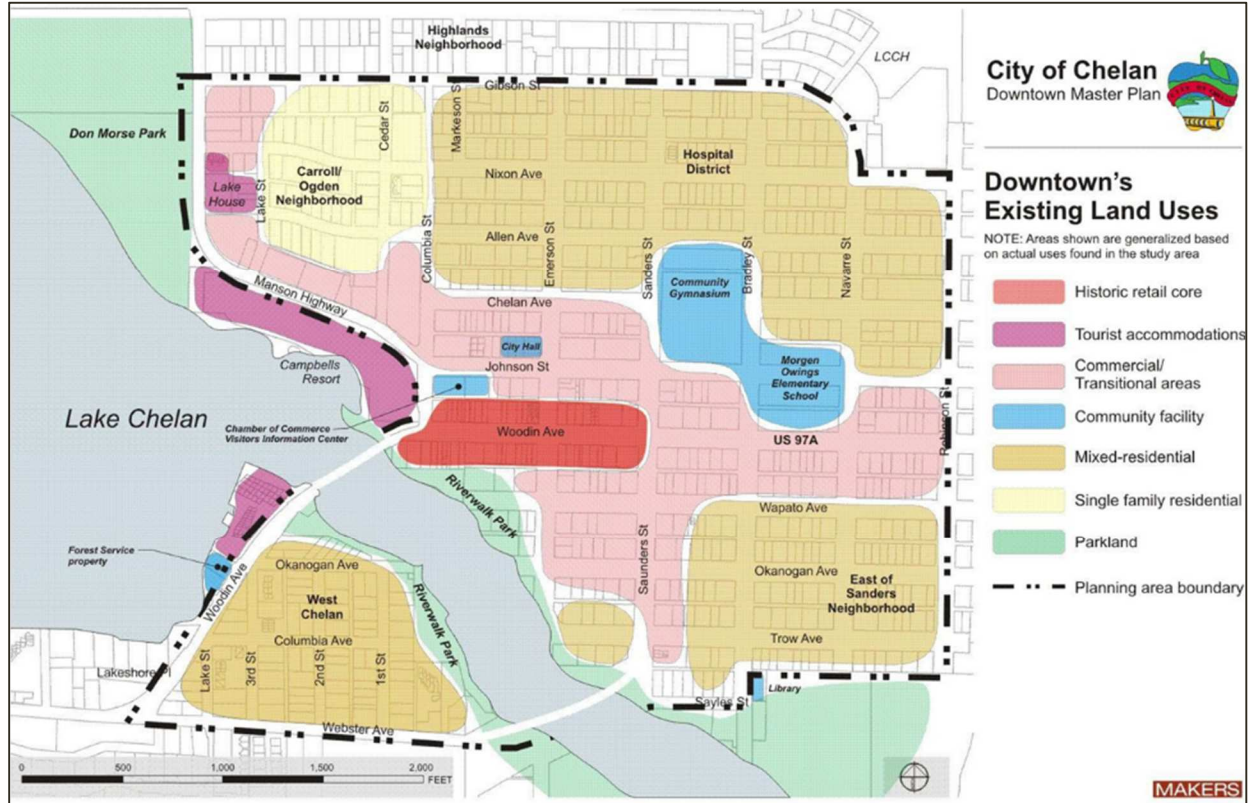 Highlands
Neighborhood
LCCH
Gibson St
Don Morse Park
Cedar St
Markeson St
Hospital
District
Carroll/
Ogden
Neighborhood
Nixon Ave
Lake
House
Lake St
Columbia St
Allen Ave
Emerson St
Sanders St
Bradley St
Navarre St
Community
Gymnasium
Manson Highway
Chelan Ave
City Hall
Johnson St
Morgen
Owings
Elementary
School
Campbells
Resort
Lake Chelan
Chamber of Commerce
Visitors Information Center
Woodin Ave
US 97A
Robinson St
Riverwalk Park
Wapato Ave
Forest Service
property
Woodin Ave
Okanogan Ave
West
Chelan
Riverwalk Park
Saunders St
Okanogan Ave
East of
Sanders
Neighborhood
Columbia Ave
Trow Ave
Lakeshore Pl
Lake St
3rd St
2nd St
1st St
Library
Sayles St
Webster Ave
0 500 1,000 1,500 2,000
FEET
City of Chelan
Downtown Master Plan
Downtown's
Existing Land Uses
NOTE: Areas shown are generalized based
on actual uses found in the study area
Historic retail core
Tourist accommodations
Commercial/
Transitional areas
Community facility
Mixed-residential
Single family residential
Parkland
Planning area boundary
MAKERS